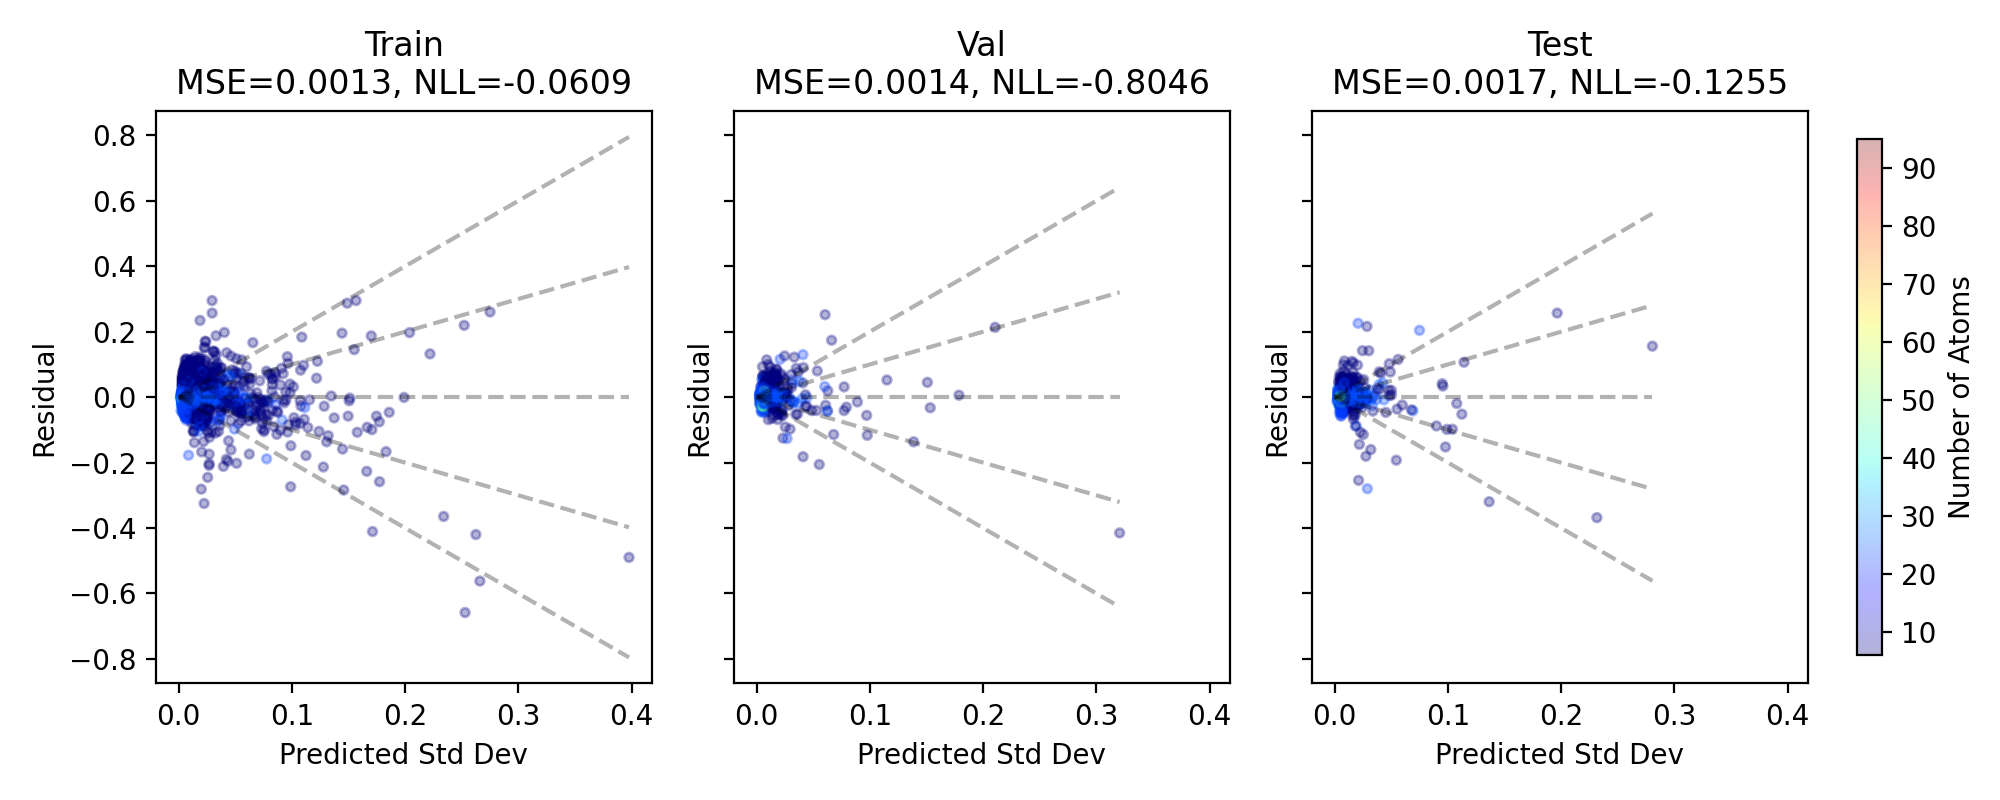 Train
MSE=0.0013, NLL=-0.0609
Val
MSE=0.0014, NLL=-0.8046
Test
MSE=0.0017, NLL=-0.1255
Residual
0.8
0.6
0.4
0.2
0.0
−0.2
−0.4
−0.6
−0.8
0.0 0.1 0.2 0.3 0.4
Predicted Std Dev
Residual
0.0 0.1 0.2 0.3 0.4
Predicted Std Dev
Residual
0.0 0.1 0.2 0.3 0.4
Predicted Std Dev
90
80
70
60
50
40
30
20
10
Number of Atoms